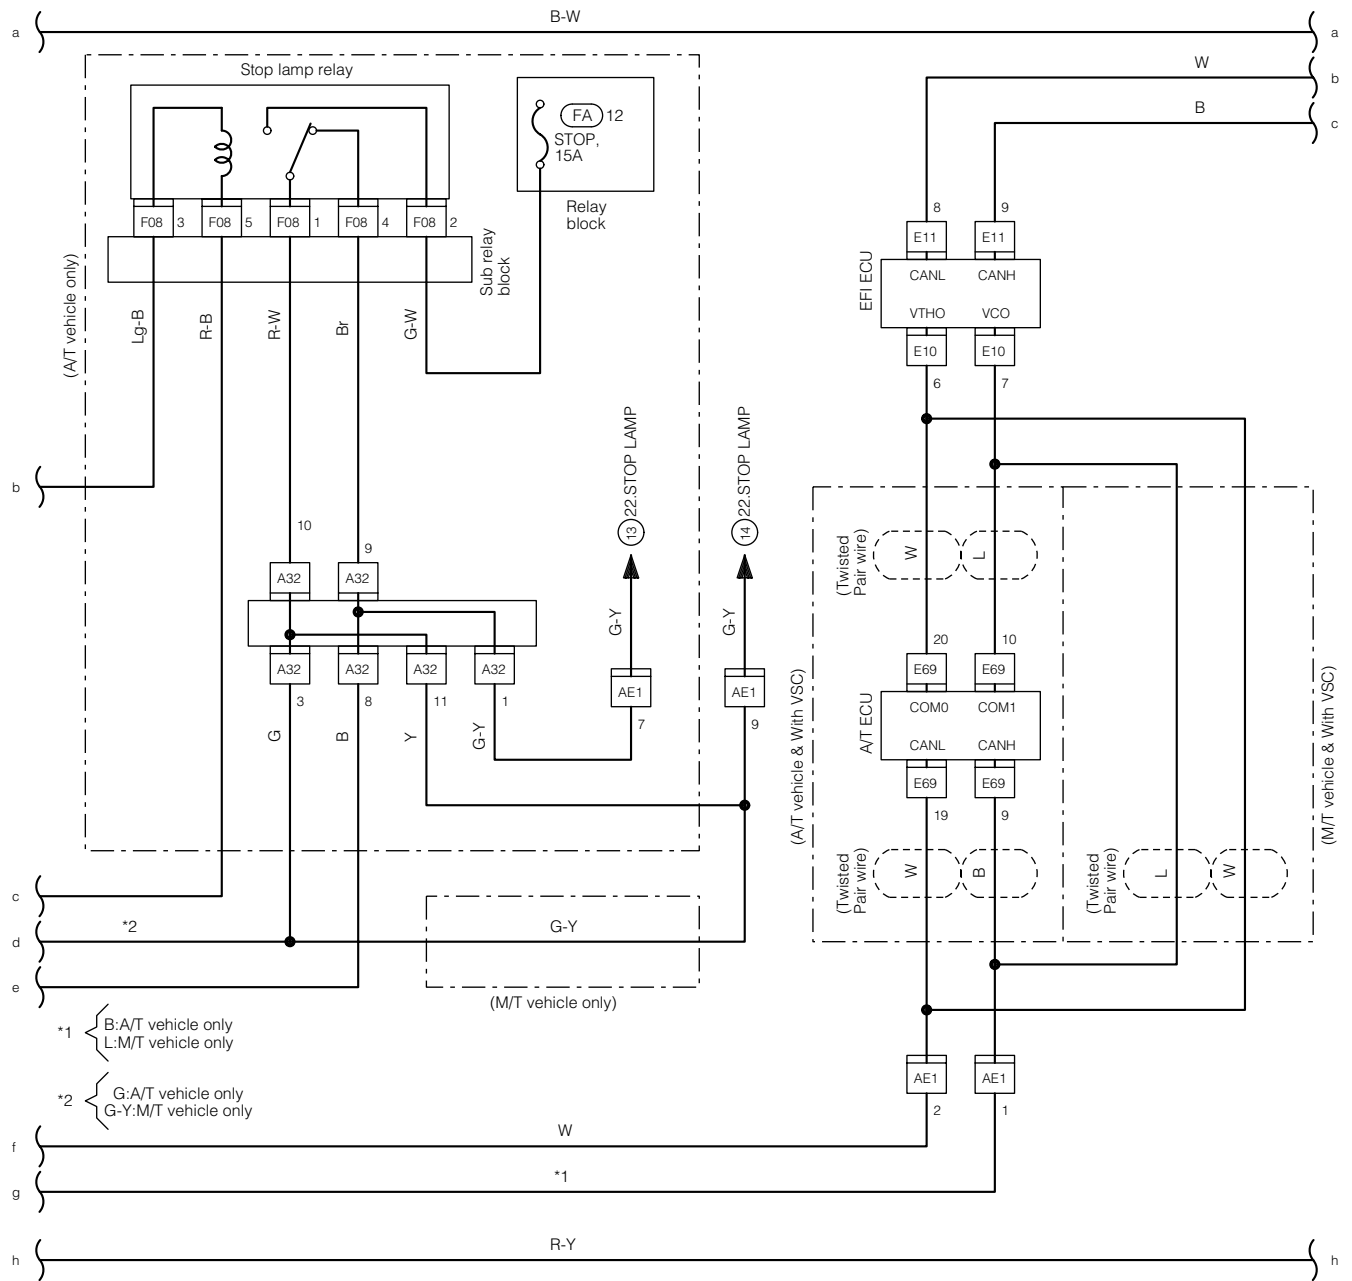 a
B-W
a
W
b
B
c
Stop lamp relay
FA 12
STOP,
15A
Relay
block
F08 3
F08 5
F08 1
F08 4
F08 2
Sub relay
block
(A/T vehicle only)
Lg-B
R-B
R-W
Br
G-W
8
9
E11
E11
EFI ECU
CANL
CANH
VTHO
VCO
E10
E10
6
7
b
13 22.STOP LAMP
14 22.STOP LAMP
10
9
A32
A32
A32
A32
A32
A32
3
8
11
1
G
B
Y
G-Y
G-Y
G-Y
AE1
AE1
7
9
(Twisted
Pair wire)
W
L
20
10
E69
E69
A/T ECU
COM0
COM1
CANL
CANH
E69
E69
19
9
(A/T vehicle & With VSC)
(M/T vehicle & With VSC)
(Twisted
Pair wire)
W
B
(Twisted
Pair wire)
L
W
c
d
*2
G-Y
e
(M/T vehicle only)
*1
B:A/T vehicle only
L:M/T vehicle only
*2
G:A/T vehicle only
G-Y:M/T vehicle only
AE1
AE1
2
1
f
W
g
*1
h
R-Y
h